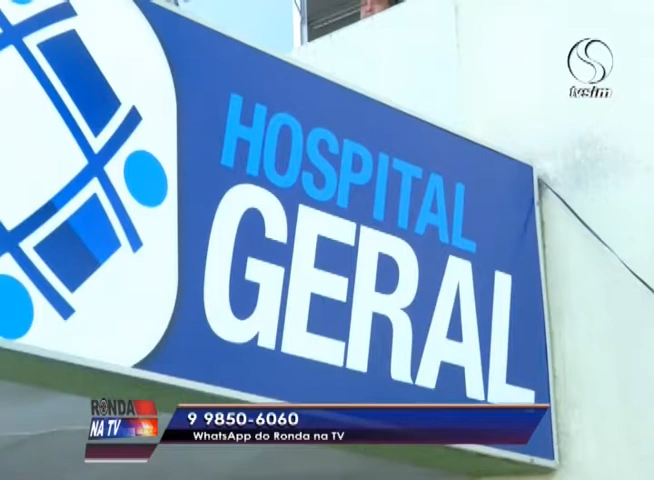 tvsim
HOSPITAL
GERAL
RONDA
NA TV
9 9850-6060
WhatsApp do Ronda na TV